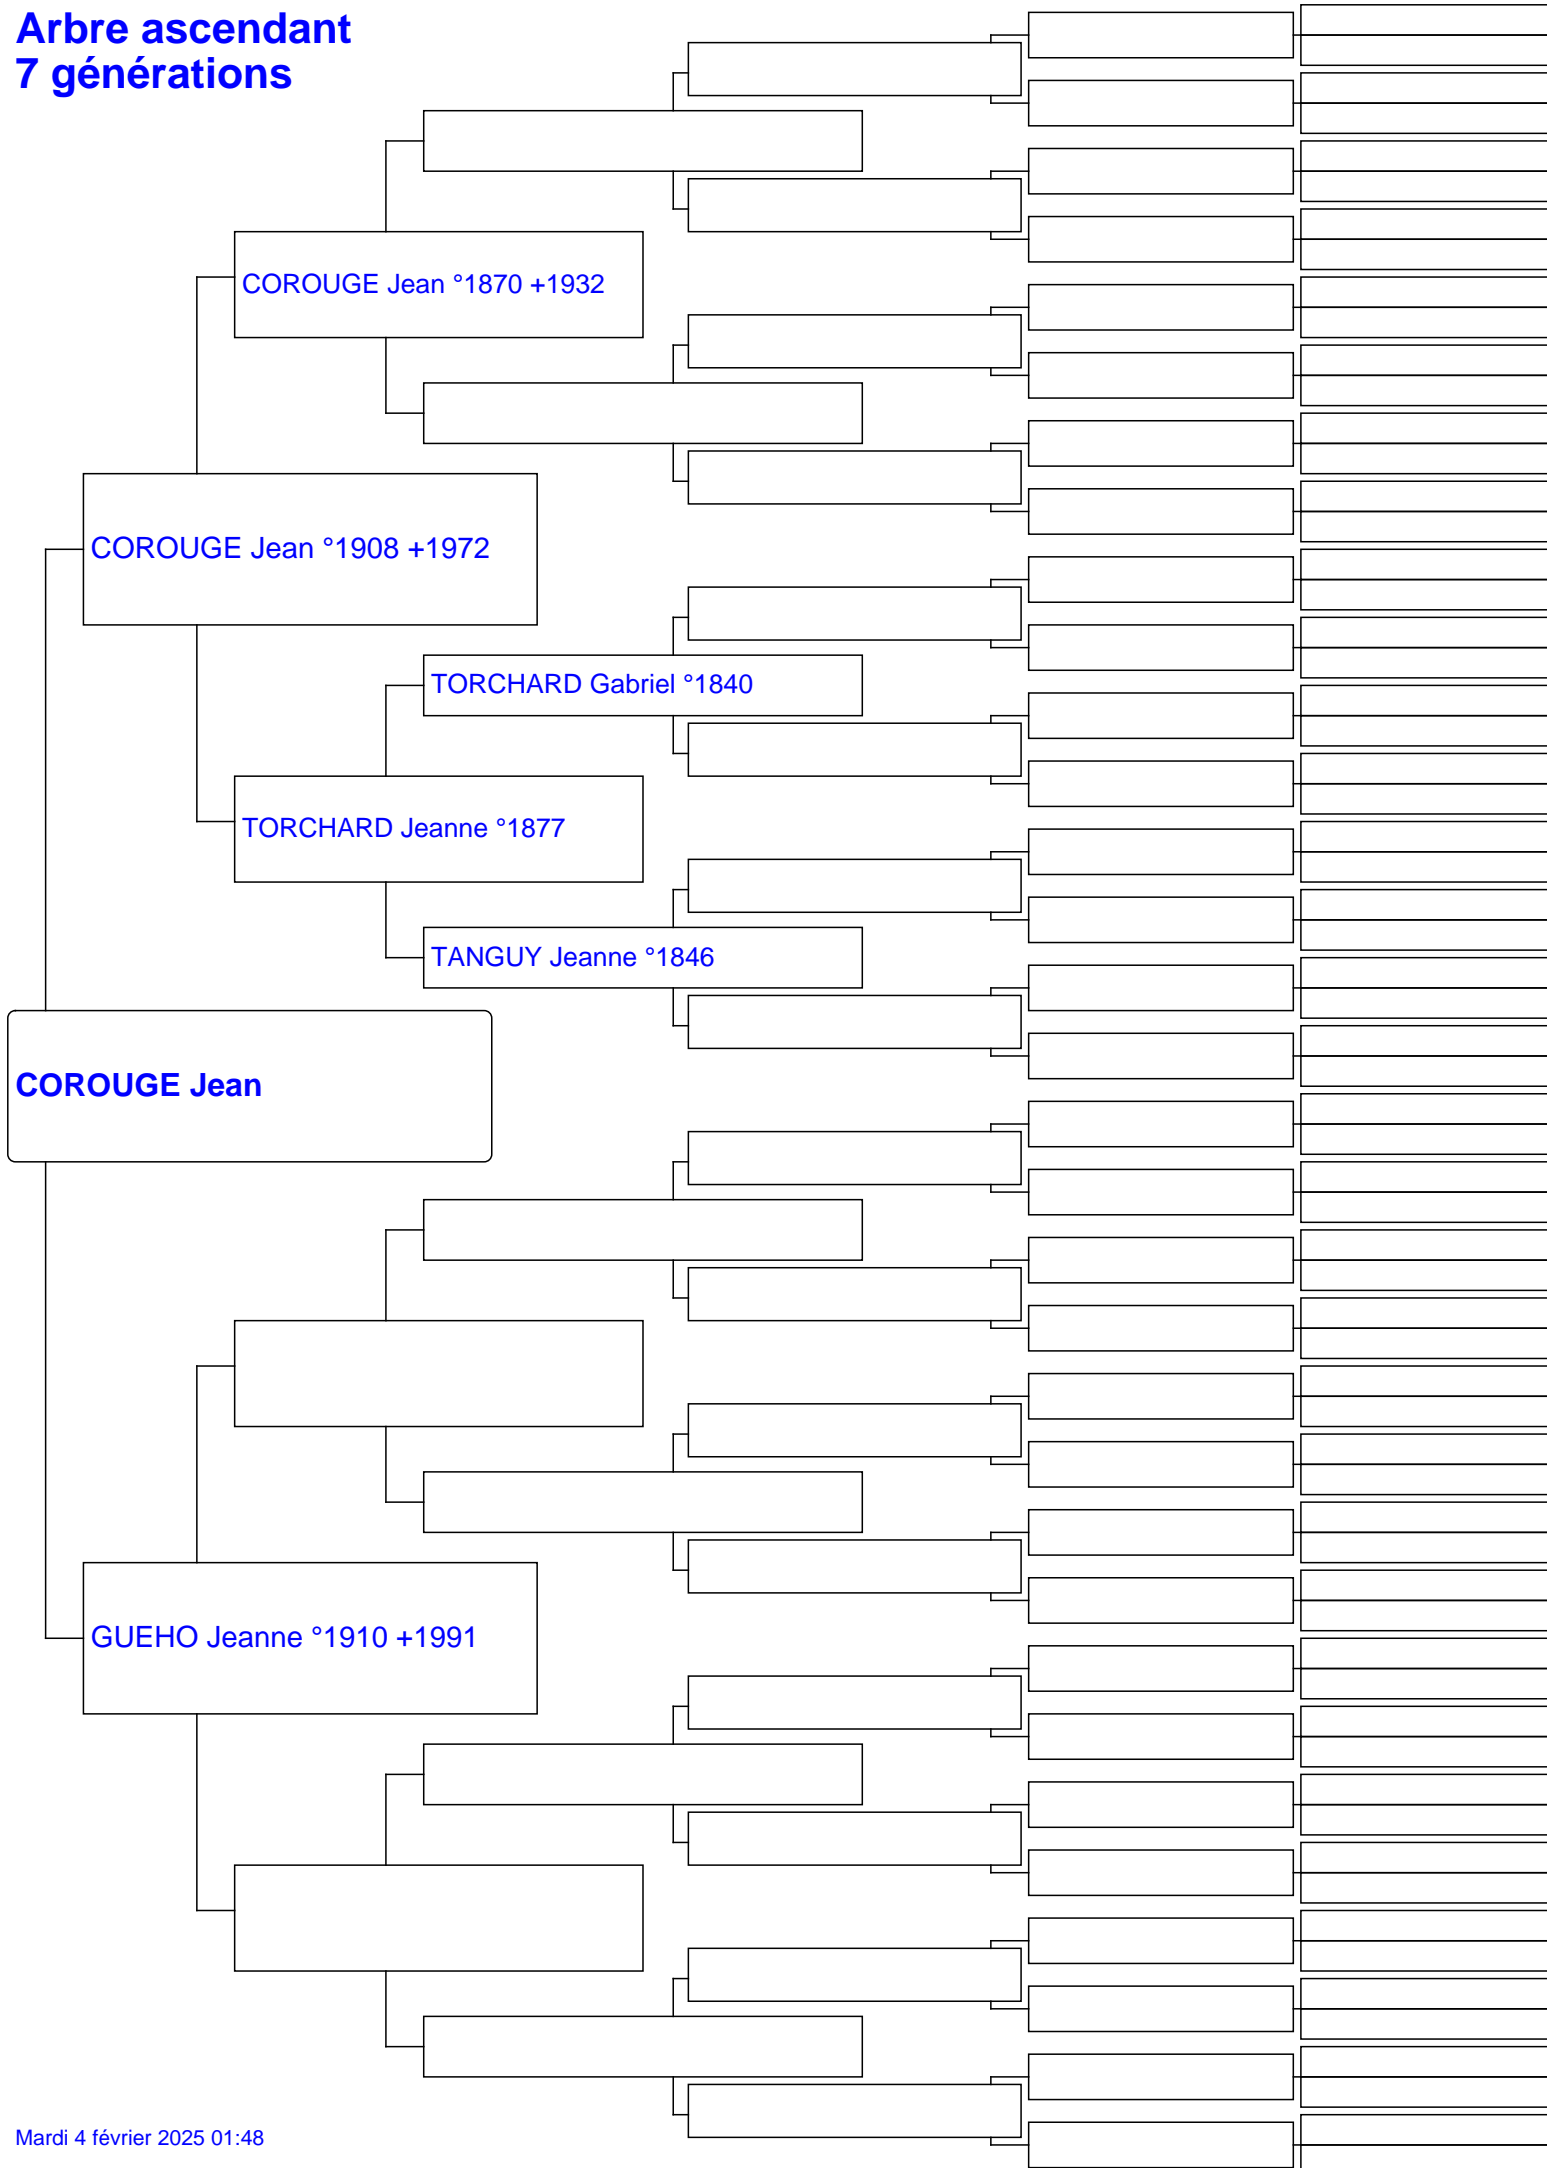 Arbre ascendant
7 générations
COROUGE Jean °1870 +1932
COROUGE Jean °1908 +1972
TORCHARD Gabriel °1840
TORCHARD Jeanne °1877
TANGUY Jeanne °1846
COROUGE Jean
GUEHO Jeanne °1910 +1991
Mardi 4 février 2025 01:48